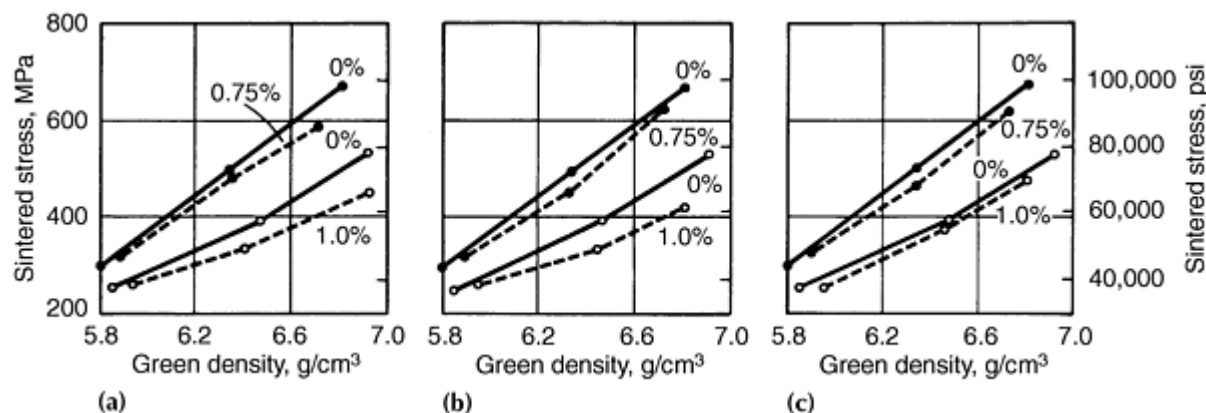 800
600
400
200
Sintered stress, MPa
0%
0.75%
0%
1.0%
5.8 6.2 6.6 7.0
Green density, g/cm³
(a)
0%
0.75%
0%
1.0%
5.8 6.2 6.6 7.0
Green density, g/cm³
(b)
0%
0.75%
0%
1.0%
5.8 6.2 6.6 7.0
Green density, g/cm³
(c)
100,000
80,000
60,000
40,000
Sintered stress, psi